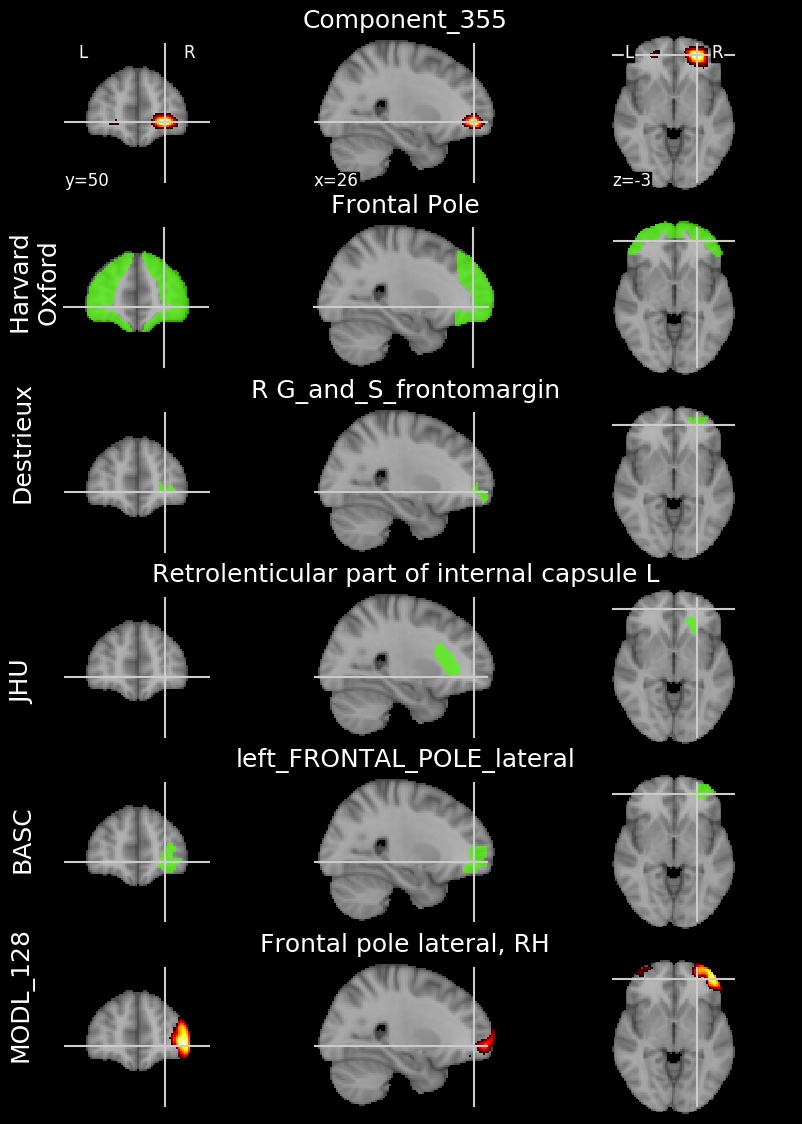 Component_355
L R
L R
y=50 x=26 z=-3
Frontal Pole
Harvard
Oxford
R G_and_S_frontomargin
Destrieux
Retrolenticular part of internal capsule L
JHU
left_FRONTAL_POLE_lateral
BASC
Frontal pole lateral, RH
MODL_128